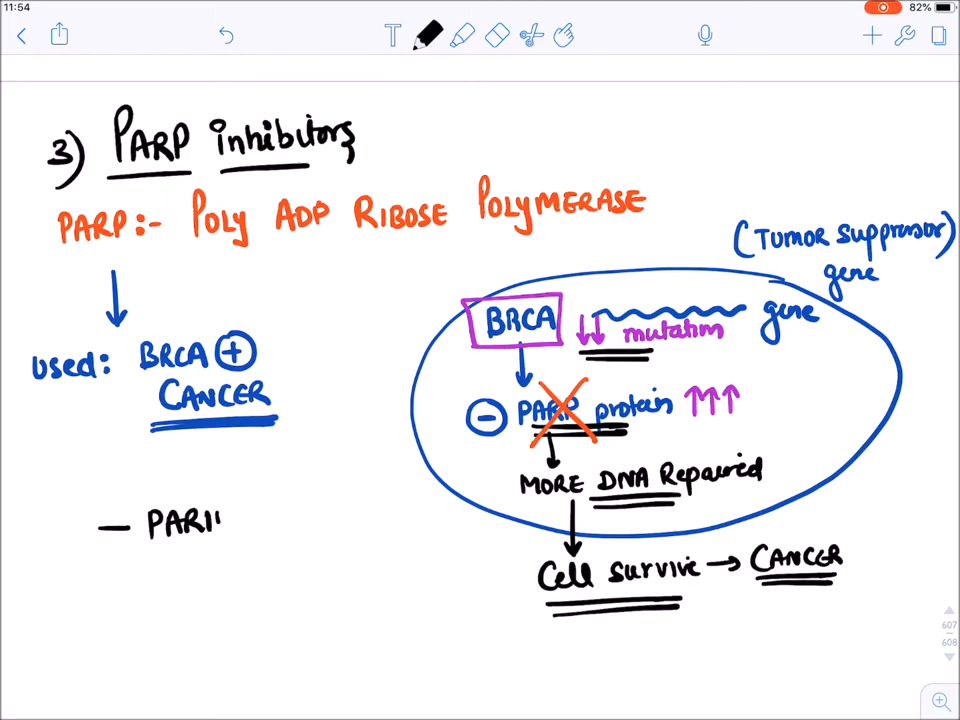 11:54
82%
T
3) PARP inhibitors
PARP:- POLY ADP RIBOSE POLYMERASE
(TUMOR suppressor)
gene
used: BRCA +
CANCER
BRCA
gene
↓↓ mutation
− PARP protein ↑↑↑
MORE DNA Repaired
Cell survive → CANCER
— PARI
607
608